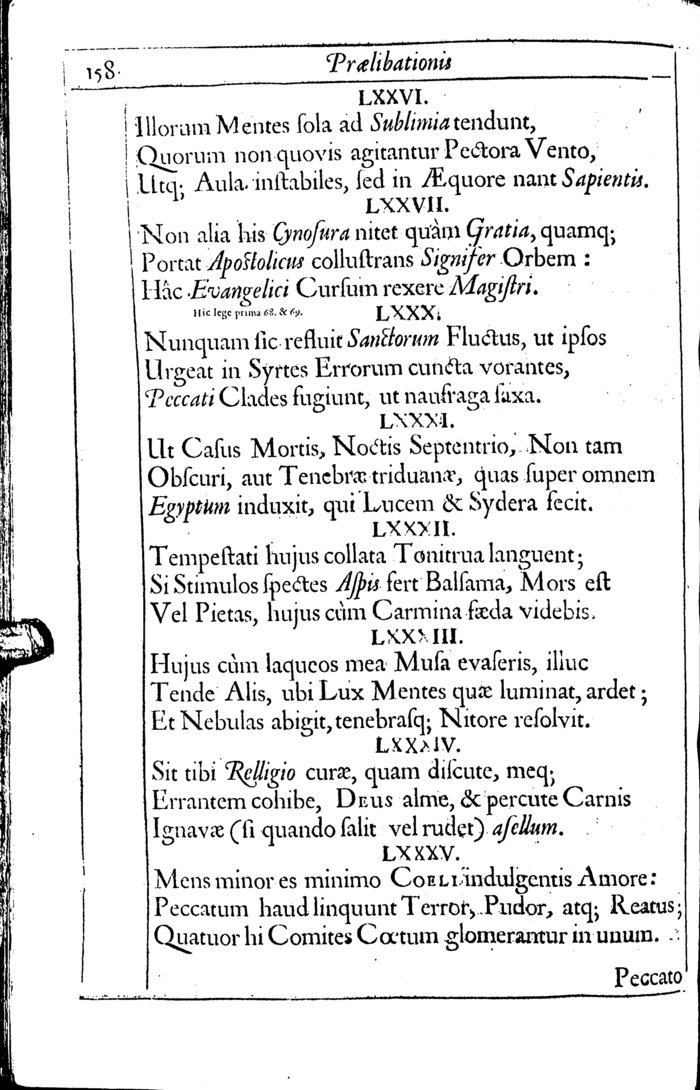 158.
Prælibationis
LXXVI.
Illorum Mentes ſola ad Sublimia tendunt,
Quorum non quovis agitantur Pectora Vento,
Utq; Aula inſtabiles, ſed in Æquore nant Sapientis.
LXXVII.
Non alia his Cynoſura nitet quàm Gratia, quamq;
Portat Apoſtolicus colluſtrans Signifer Orbem :
Hâc Evangelici Curſum rexere Magiſtri.
Hic lege prima 68. & 69.
LXXX.
Nunquam ſic refluit Sanctorum Fluctus, ut ipſos
Urgeat in Syrtes Errorum cuncta vorantes,
Peccati Clades fugiunt, ut naufraga ſaxa.
LXXXI.
Ut Caſus Mortis, Noctis Septentrio, Non tam
Obſcuri, aut Tenebræ triduanæ, quas ſuper omnem
Egyptum induxit, qui Lucem & Sydera fecit.
LXXXII.
Tempeſtati hujus collata Tonitrua languent;
Si Stimulos ſpectes Aſpis fert Balſama, Mors eſt
Vel Pietas, hujus cùm Carmina fæda videbis.
LXXXIII.
Hujus cùm laqueos mea Muſa evaſeris, illuc
Tende Alis, ubi Lux Mentes quæ luminat, ardet ;
Et Nebulas abigit, tenebraſq; Nitore reſolvit.
LXXXIV.
Sit tibi Relligio curæ, quam diſcute, meq;
Errantem cohibe, DEUS alme, & percute Carnis
Ignavæ (ſi quando ſalit vel rudet) aſellum.
LXXXV.
Mens minor es minimo COELI indulgentis Amore :
Peccatum haud linquunt Terror, Pudor, atq; Reatus;
Quatuor hi Comites Cœtum glomerantur in unum.
Peccato